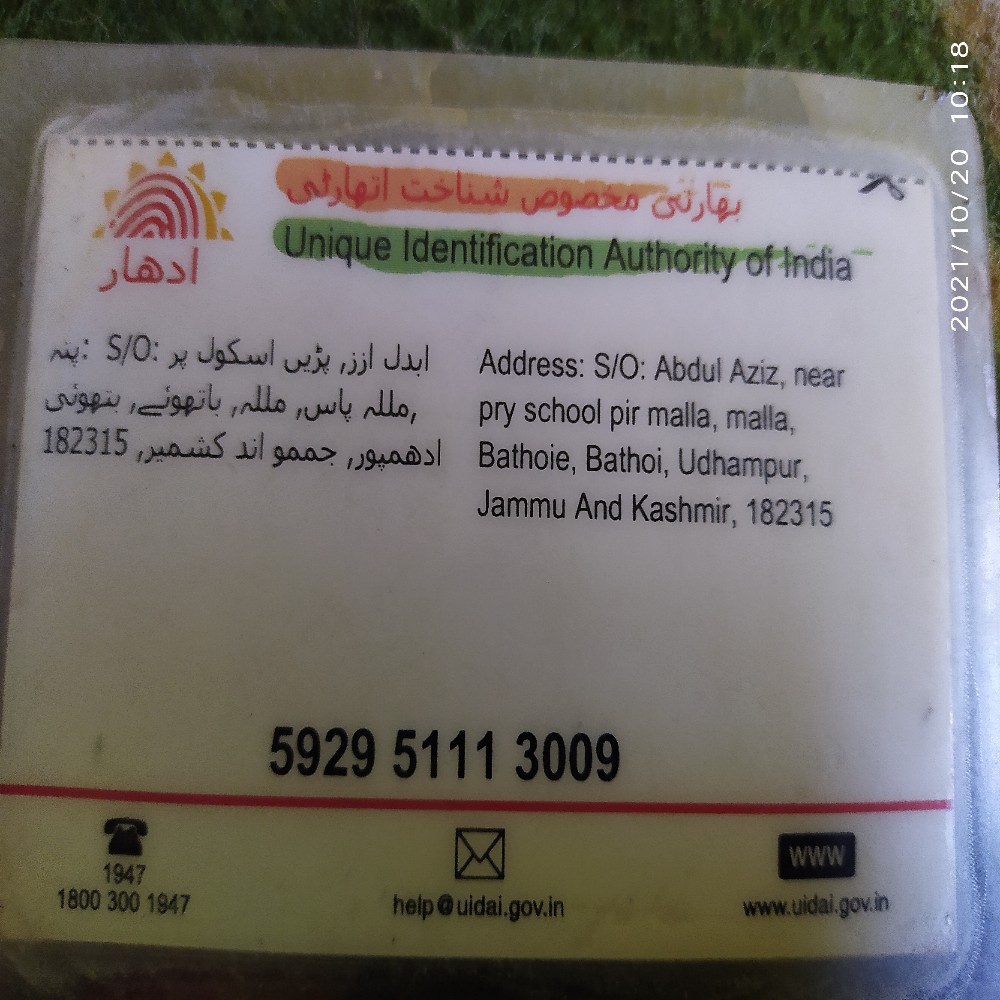 2021/10/20 10:18
بھارتی مخصوص شناخت اتھارٹی
Unique Identification Authority of India
ادھار
پتہ: S/O: ابدل اززِ, پڑیں اسکول پر
مللہ پاس, مللہ, باتھوئے, بتھوئی,
ادھمپور, جممو اند کشمیر, 182315
Address: S/O: Abdul Aziz, near
pry school pir malla, malla,
Bathoie, Bathoi, Udhampur,
Jammu And Kashmir, 182315
5929 5111 3009
1947
1800 300 1947
help@uidai.gov.in
WWW
www.uidai.gov.in